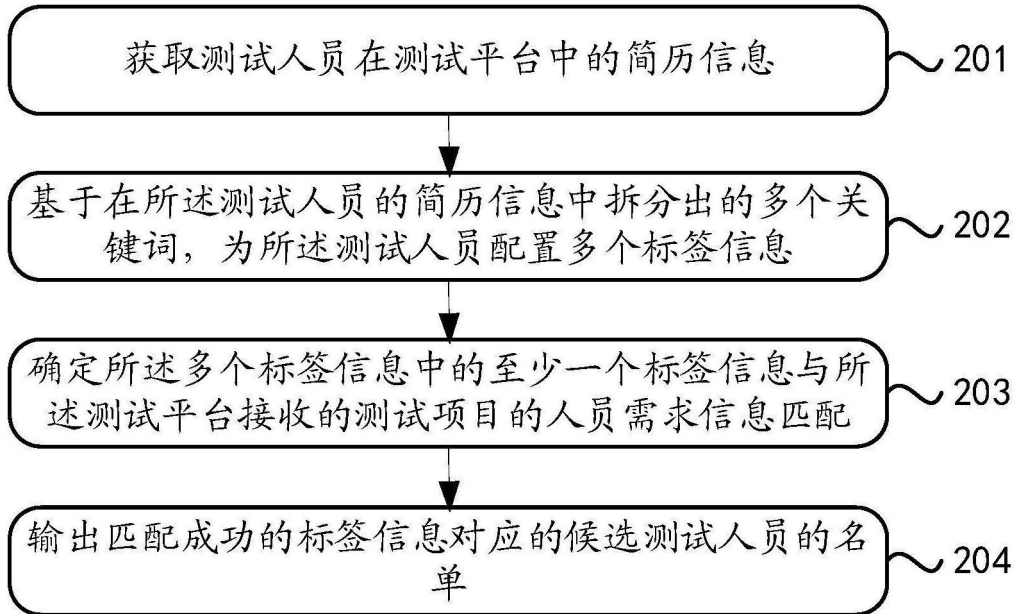 获取测试人员在测试平台中的简历信息
201
基于在所述测试人员的简历信息中拆分出的多个关
键词，为所述测试人员配置多个标签信息
202
确定所述多个标签信息中的至少一个标签信息与所
述测试平台接收的测试项目的人员需求信息匹配
203
输出匹配成功的标签信息对应的候选测试人员的名
单
204